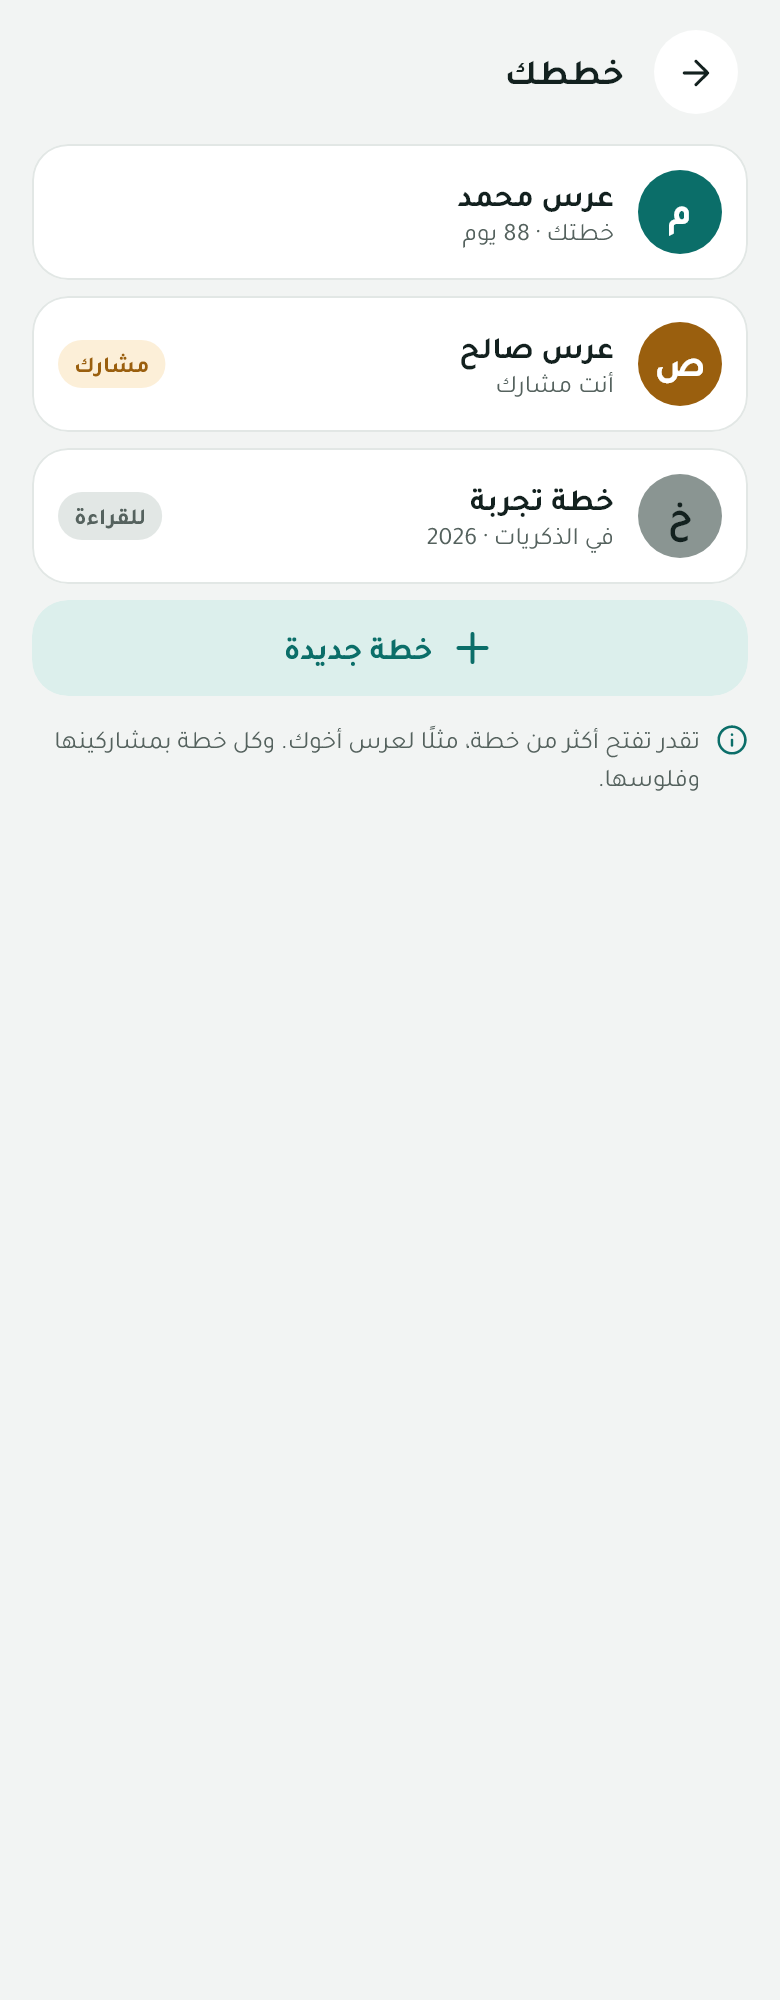 خططك
م
عرس محمد
خطتك · 88 يوم
ص
عرس صالح
أنت مشارك
مشارك
خ
خطة تجربة
في الذكريات · 2026
للقراءة
خطة جديدة
تقدر تفتح أكثر من خطة، مثلًا لعرس أخوك. وكل خطة بمشاركينها
وفلوسها.